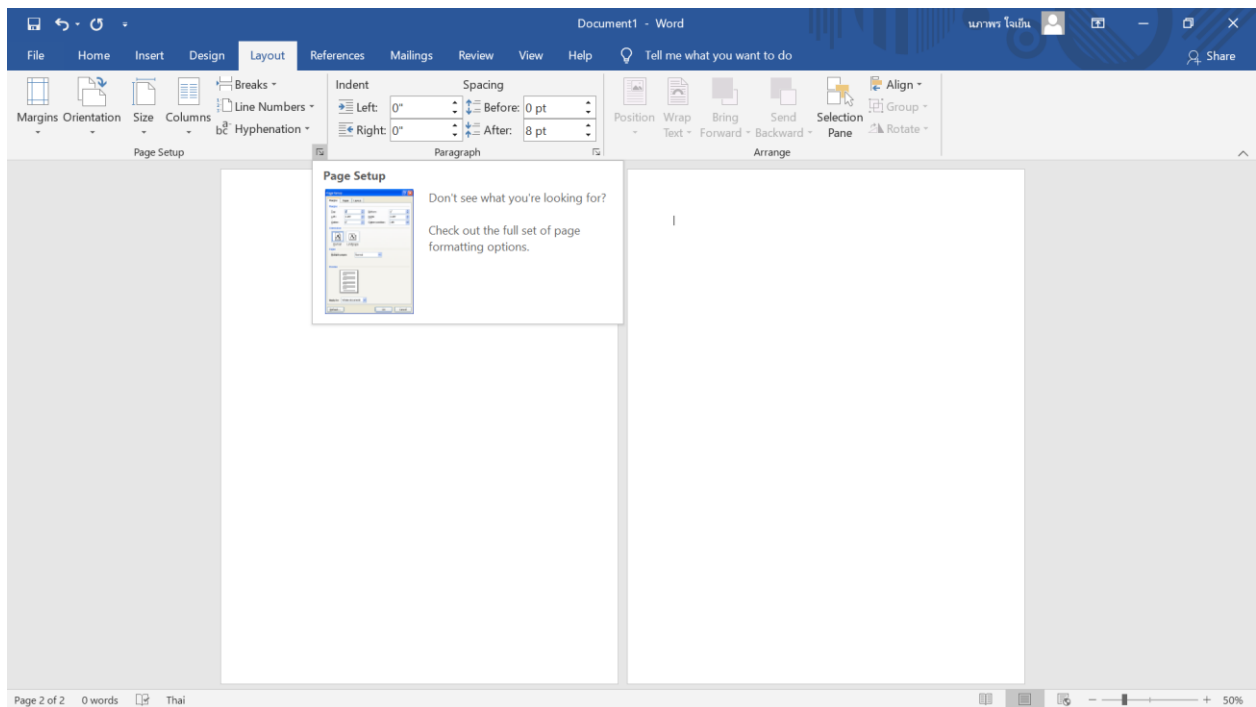 Document1 - Word
นภาพร ใจเย็น
File Home Insert Design Layout References Mailings Review View Help Tell me what you want to do Share
Margins Orientation Size Columns
Breaks
Line Numbers
Hyphenation
Page Setup
Indent Spacing
Left: 0" Before: 0 pt
Right: 0" After: 8 pt
Paragraph
Position Wrap Text Bring Forward Send Backward Selection Pane
Align
Group
Rotate
Arrange
Page Setup
Don't see what you're looking for?
Check out the full set of page
formatting options.
Page 2 of 2 0 words Thai 50%